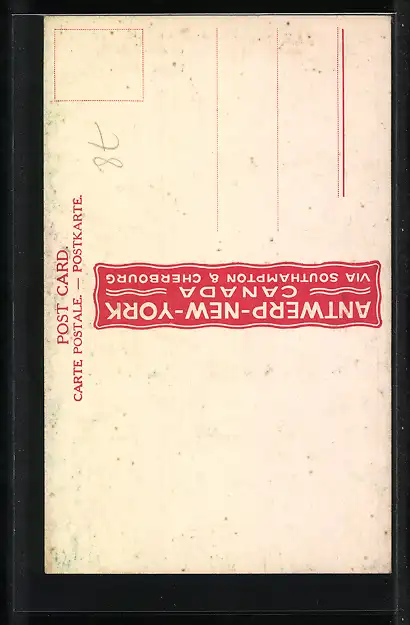 POST CARD.
CARTE POSTALE. — POSTKARTE.
ANTWERP-NEW-YORK
CANADA
VIA SOUTHAMPTON & CHERBOURG